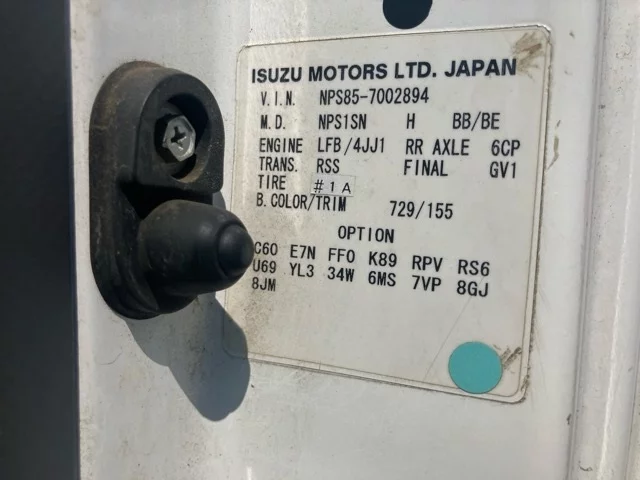 ISUZU MOTORS LTD. JAPAN
V.I.N. NPS85-7002894
M.D. NPS1SN H BB/BE
ENGINE LFB/4JJ1 RR AXLE 6CP
TRANS. RSS FINAL GV1
TIRE #1A
B.COLOR/TRIM 729/155
OPTION
C60 E7N FF0 K89 RPV RS6
U69 YL3 34W 6MS 7VP 8GJ
8JM